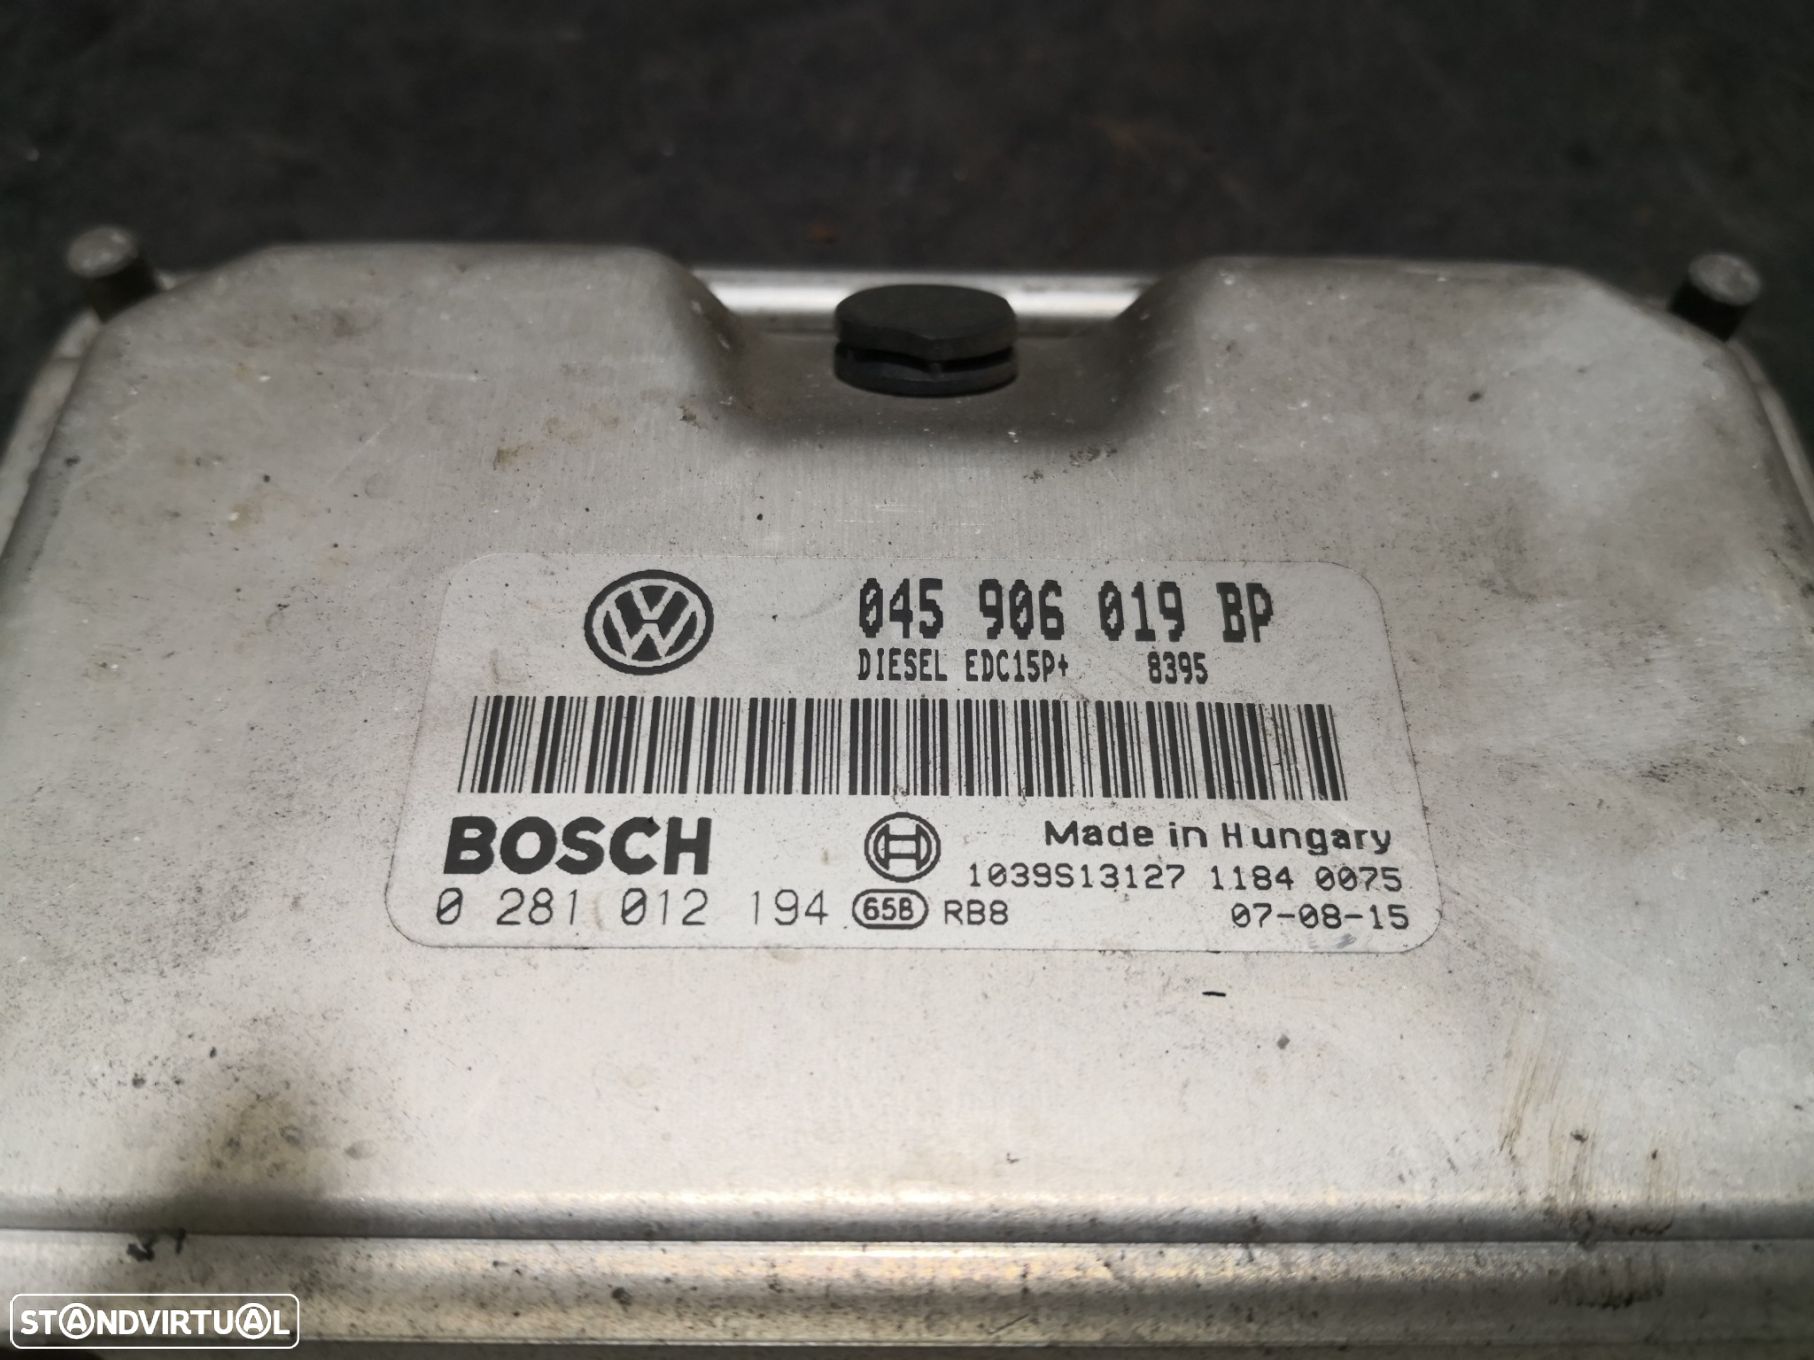 045 906 019 BP
DIESEL EDC15P+ 8395
BOSCH
Made in Hungary
1039S13127 1184 0075
0 281 012 194 65B RB8 07-08-15
STANDVIRTUAL